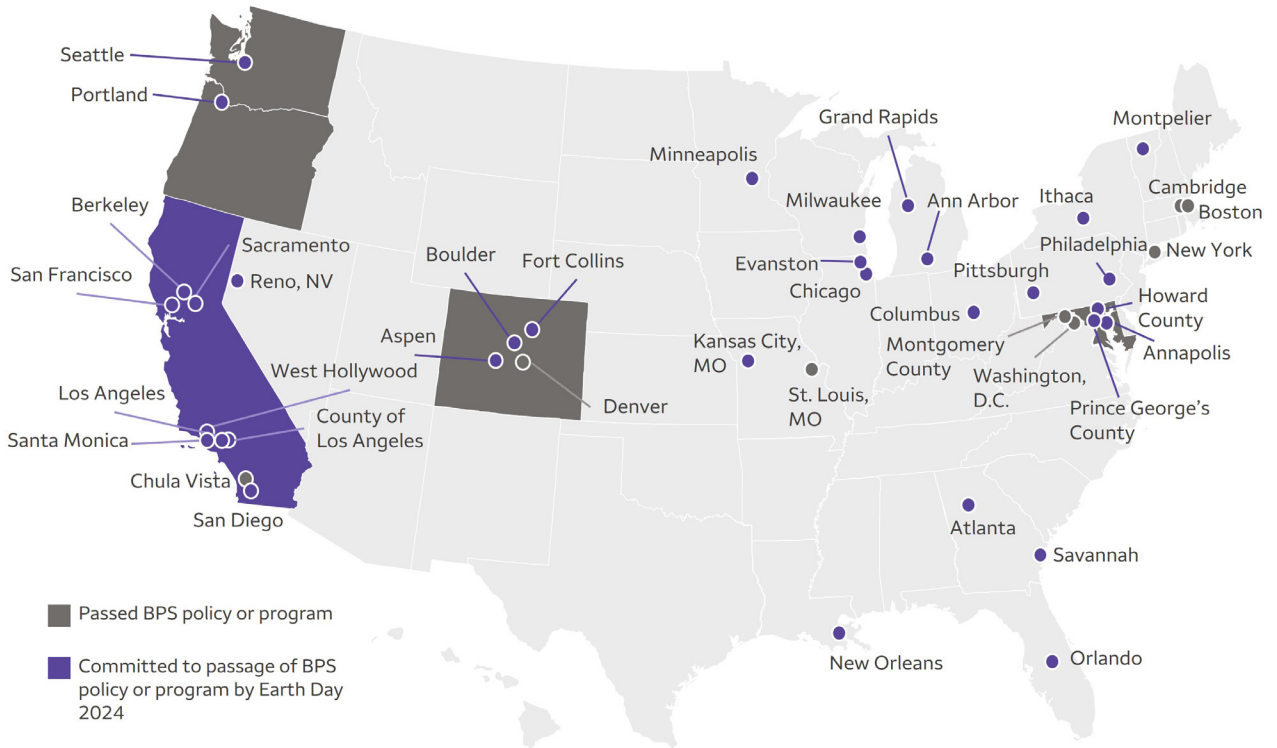 Seattle
Portland
Berkeley
Sacramento
San Francisco
Reno, NV
Los Angeles
West Hollywood
Santa Monica
County of
Los Angeles
Chula Vista
San Diego
Boulder
Fort Collins
Aspen
Denver
Minneapolis
Grand Rapids
Milwaukee
Ann Arbor
Evanston
Chicago
Kansas City,
MO
St. Louis,
MO
Columbus
Pittsburgh
Montpelier
Ithaca
Cambridge
Boston
Philadelphia
New York
Howard
County
Montgomery
County
Annapolis
Washington,
D.C.
Prince George’s
County
Atlanta
Savannah
New Orleans
Orlando
Passed BPS policy or program
Committed to passage of BPS
policy or program by Earth Day
2024